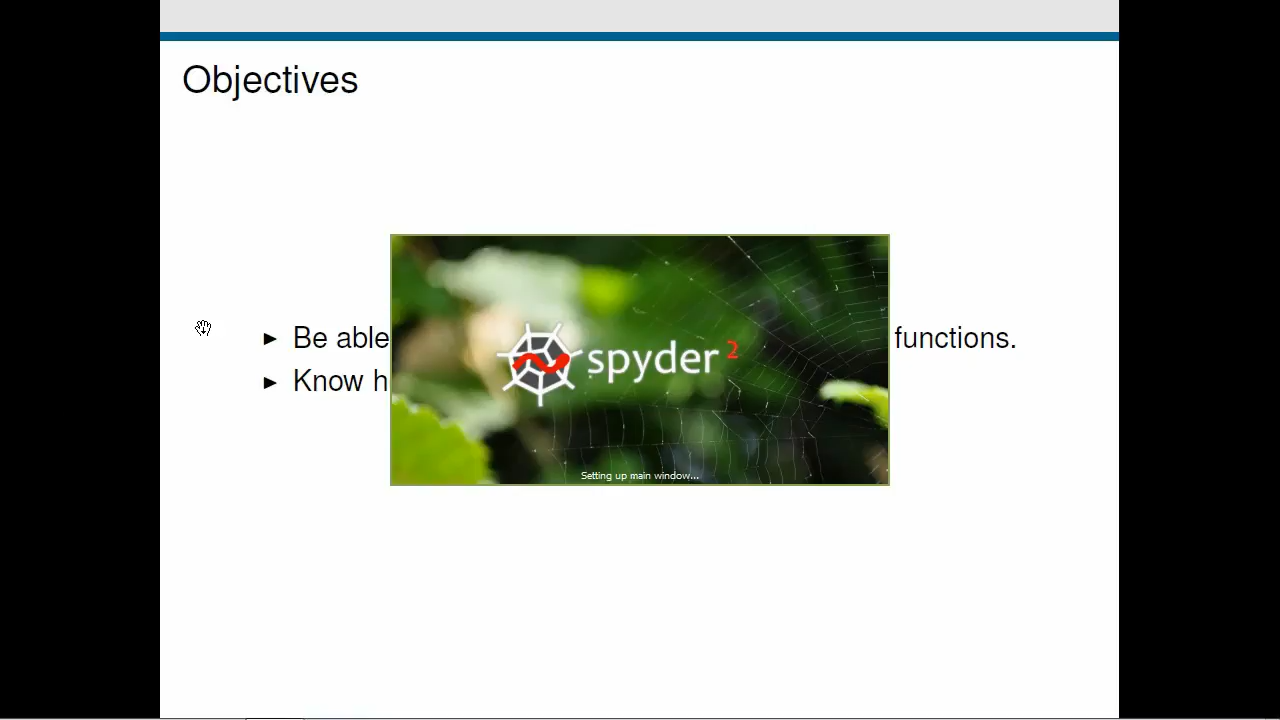 Objectives
Be able functions.
Know h
spyder 2
Setting up main window...